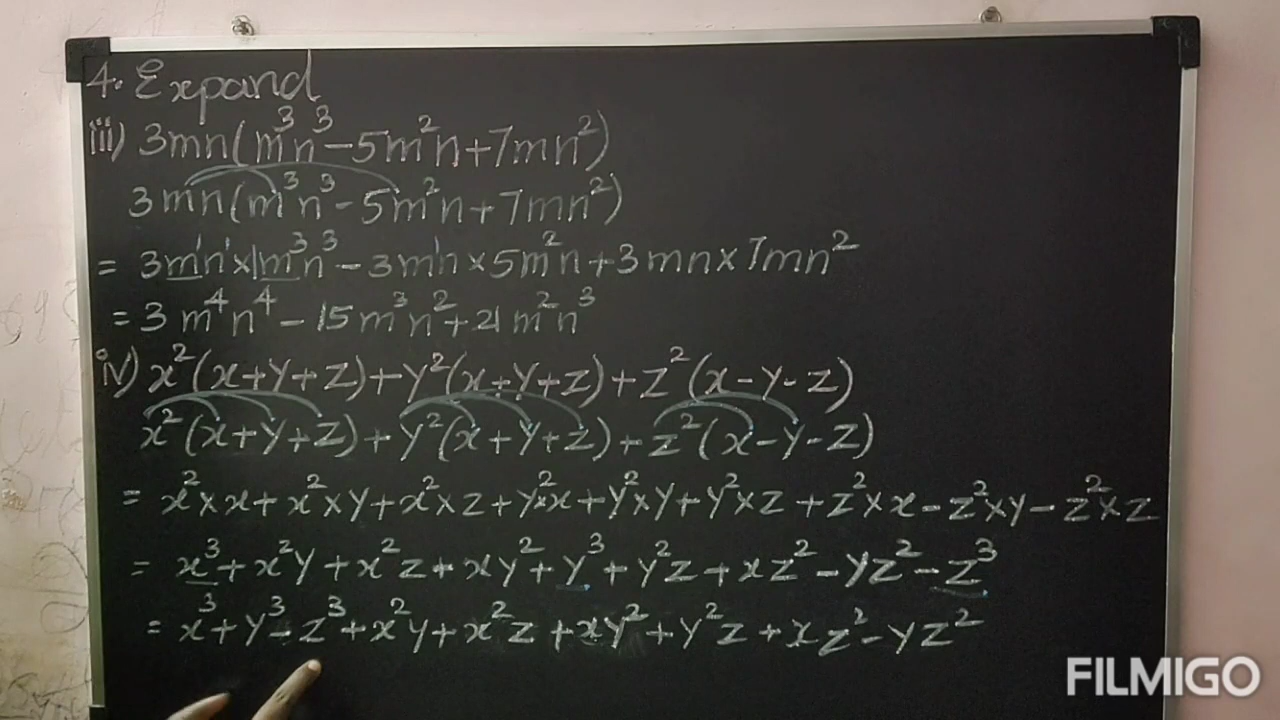 4. Expand
iii) 3mn(m³n³-5m²n+7mn²)
3mn(m³n³-5m²n+7mn²)
= 3m¹n¹×1m³n³-3m¹n×5m²n+3mn×7mn²
= 3m⁴n⁴-15m³n²+21m²n³
iv) x²(x+y+z)+y²(x+y+z)+z²(x-y-z)
x²(x+y+z)+y²(x+y+z)+z²(x-y-z)
= x²×x+x²×y+x²×z+y²×x+y²×y+y²×z+z²×x-z²×y-z²×z
= x³+x²y+x²z+xy²+y³+y²z+xz²-yz²-z³
= x³+y³-z³+x²y+x²z+xy²+y²z+xz²-yz²
FILMIGO